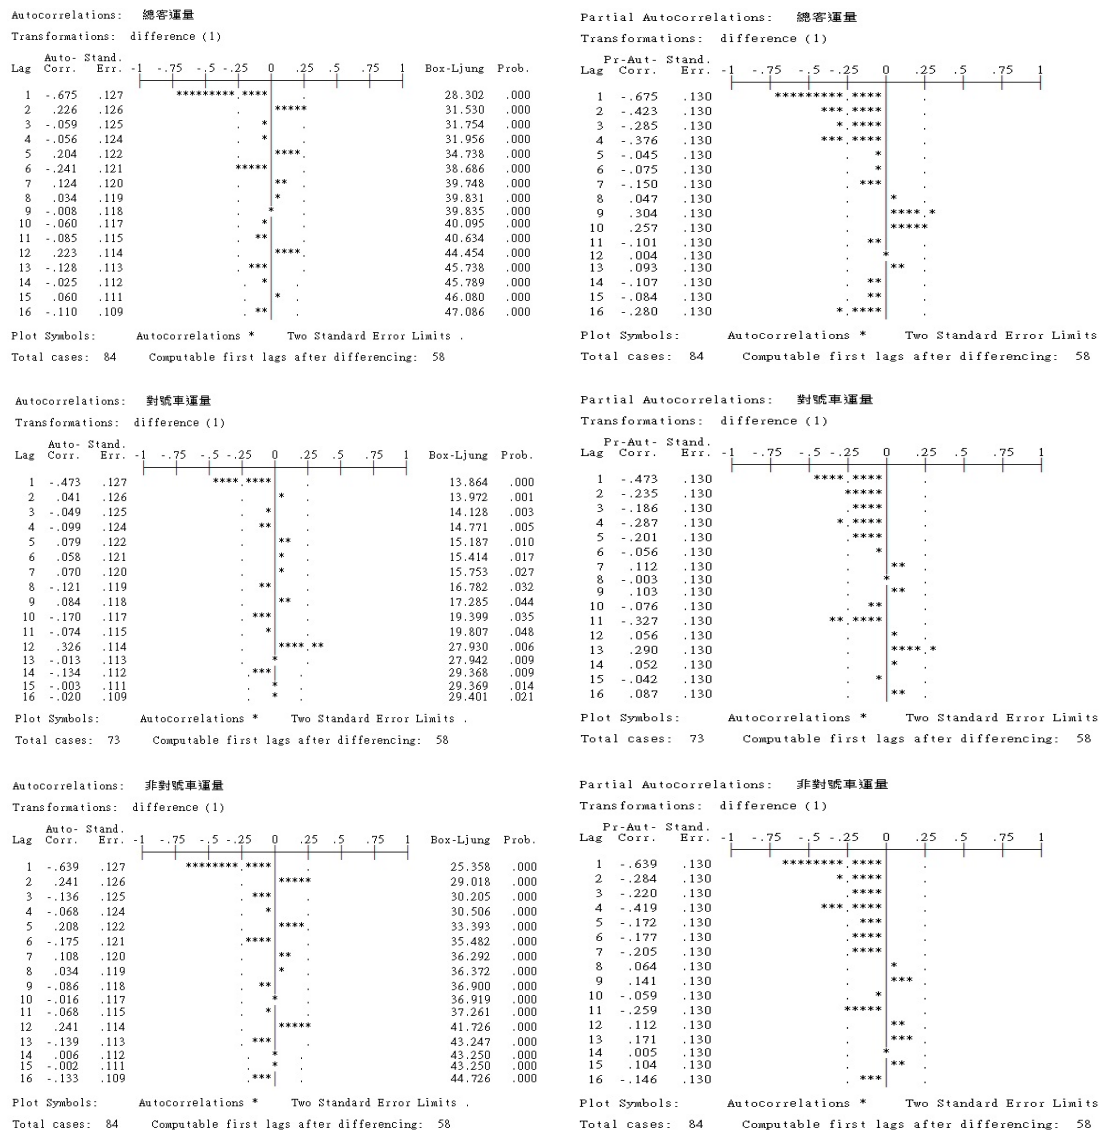 Autocorrelations: 總客運量
Transformations: difference (1)
Auto- Stand.
Lag Corr. Err. -1 -.75 -.5 -.25 0 .25 .5 .75 1 Box-Ljung Prob.
1 -.675 .127 28.302 .000
2 .226 .126 31.530 .000
3 -.059 .125 31.754 .000
4 -.056 .124 31.956 .000
5 .204 .122 34.738 .000
6 -.241 .121 38.686 .000
7 .124 .120 39.748 .000
8 .034 .119 39.831 .000
9 -.008 .118 39.835 .000
10 -.060 .117 40.095 .000
11 -.085 .115 40.634 .000
12 .223 .114 44.454 .000
13 -.128 .113 45.738 .000
14 -.025 .112 45.789 .000
15 .060 .111 46.080 .000
16 -.110 .109 47.086 .000
Plot Symbols: Autocorrelations * Two Standard Error Limits .
Total cases: 84 Computable first lags after differencing: 58
Partial Autocorrelations: 總客運量
Transformations: difference (1)
Pr-Aut- Stand.
Lag Corr. Err. -1 -.75 -.5 -.25 0 .25 .5 .75 1
1 -.675 .130
2 -.423 .130
3 -.285 .130
4 -.376 .130
5 -.045 .130
6 -.075 .130
7 -.150 .130
8 .047 .130
9 .304 .130
10 .257 .130
11 -.101 .130
12 .004 .130
13 .093 .130
14 -.107 .130
15 -.084 .130
16 -.280 .130
Plot Symbols: Autocorrelations * Two Standard Error Limits
Total cases: 84 Computable first lags after differencing: 58
Autocorrelations: 對號車運量
Transformations: difference (1)
Auto- Stand.
Lag Corr. Err. -1 -.75 -.5 -.25 0 .25 .5 .75 1 Box-Ljung Prob.
1 -.473 .127 13.864 .000
2 .041 .126 13.972 .001
3 -.049 .125 14.128 .003
4 -.099 .124 14.771 .005
5 .079 .122 15.187 .010
6 .058 .121 15.414 .017
7 .070 .120 15.753 .027
8 -.121 .119 16.782 .032
9 .084 .118 17.285 .044
10 -.170 .117 19.399 .035
11 -.074 .115 19.807 .048
12 .326 .114 27.930 .006
13 -.013 .113 27.942 .009
14 -.134 .112 29.368 .009
15 -.003 .111 29.369 .014
16 -.020 .109 29.401 .021
Plot Symbols: Autocorrelations * Two Standard Error Limits .
Total cases: 73 Computable first lags after differencing: 58
Partial Autocorrelations: 對號車運量
Transformations: difference (1)
Pr-Aut- Stand.
Lag Corr. Err. -1 -.75 -.5 -.25 0 .25 .5 .75 1
1 -.473 .130
2 -.235 .130
3 -.186 .130
4 -.287 .130
5 -.201 .130
6 -.056 .130
7 .112 .130
8 -.003 .130
9 .103 .130
10 -.076 .130
11 -.327 .130
12 .056 .130
13 .290 .130
14 .052 .130
15 -.042 .130
16 .087 .130
Plot Symbols: Autocorrelations * Two Standard Error Limits
Total cases: 73 Computable first lags after differencing: 58
Autocorrelations: 非對號車運量
Transformations: difference (1)
Auto- Stand.
Lag Corr. Err. -1 -.75 -.5 -.25 0 .25 .5 .75 1 Box-Ljung Prob.
1 -.639 .127 25.358 .000
2 .241 .126 29.018 .000
3 -.136 .125 30.205 .000
4 -.068 .124 30.506 .000
5 .208 .122 33.393 .000
6 -.175 .121 35.482 .000
7 .108 .120 36.292 .000
8 .034 .119 36.372 .000
9 -.086 .118 36.900 .000
10 -.016 .117 36.919 .000
11 -.068 .115 37.261 .000
12 .241 .114 41.726 .000
13 -.139 .113 43.247 .000
14 .006 .112 43.250 .000
15 -.002 .111 43.250 .000
16 -.133 .109 44.726 .000
Plot Symbols: Autocorrelations * Two Standard Error Limits .
Total cases: 84 Computable first lags after differencing: 58
Partial Autocorrelations: 非對號車運量
Transformations: difference (1)
Pr-Aut- Stand.
Lag Corr. Err. -1 -.75 -.5 -.25 0 .25 .5 .75 1
1 -.639 .130
2 -.284 .130
3 -.220 .130
4 -.419 .130
5 -.172 .130
6 -.177 .130
7 -.205 .130
8 .064 .130
9 .141 .130
10 -.059 .130
11 -.259 .130
12 .112 .130
13 .171 .130
14 .005 .130
15 .104 .130
16 -.146 .130
Plot Symbols: Autocorrelations * Two Standard Error Limits
Total cases: 84 Computable first lags after differencing: 58